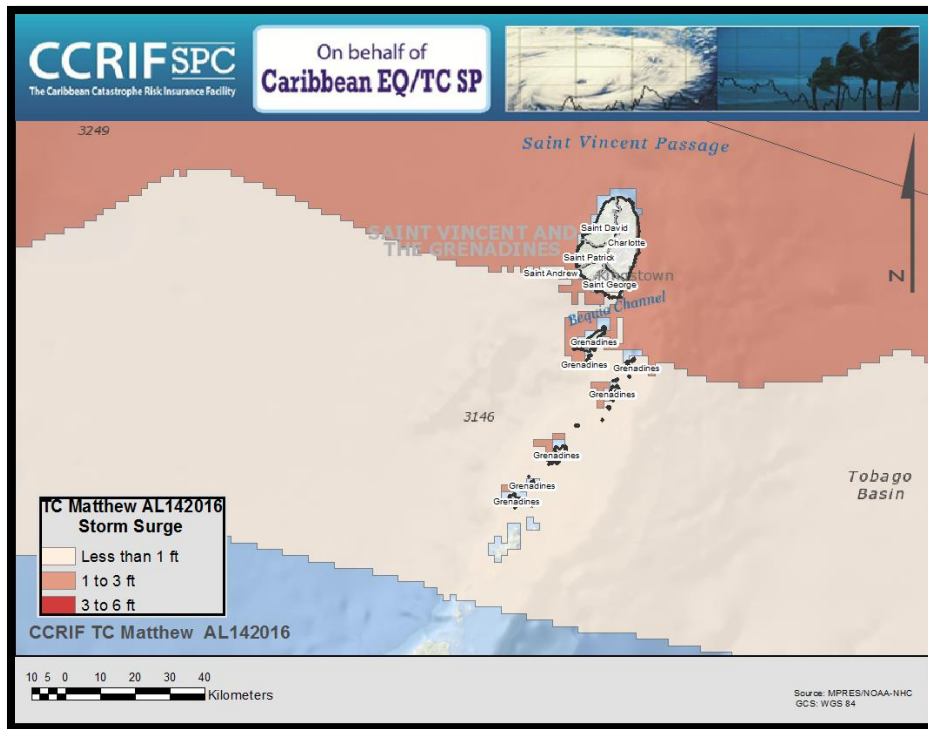 CCRIF SPC
The Caribbean Catastrophe Risk Insurance Facility
On behalf of
Caribbean EQ/TC SP
3249
Saint Vincent Passage
SAINT VINCENT AND
THE GRENADINES
Saint David
Charlotte
Saint Patrick
Saint Andrew
Kingstown
Saint George
N
Bequia Channel
Grenadines
Grenadines
Grenadines
Grenadines
3146
Grenadines
Grenadines
Grenadines
Tobago
Basin
TC Matthew AL142016
Storm Surge
Less than 1 ft
1 to 3 ft
3 to 6 ft
CCRIF TC Matthew AL142016
10 5 0 10 20 30 40
Kilometers
Source: MPRES/NOAA-NHC
GCS: WGS 84